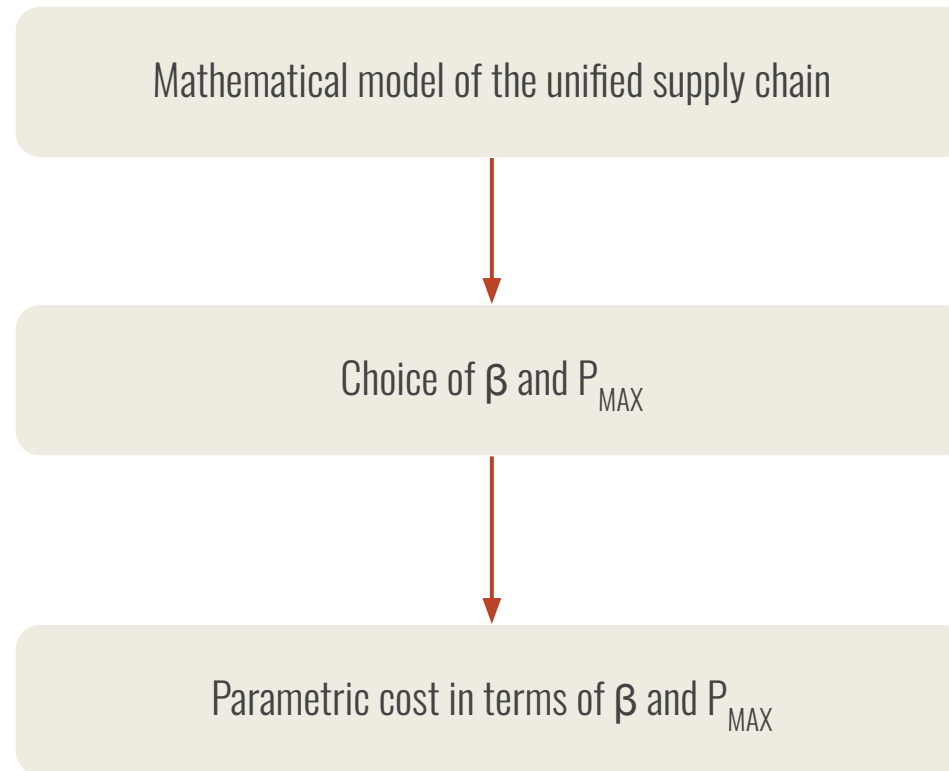 Mathematical model of the unified supply chain
Choice of β and P_MAX
Parametric cost in terms of β and P_MAX